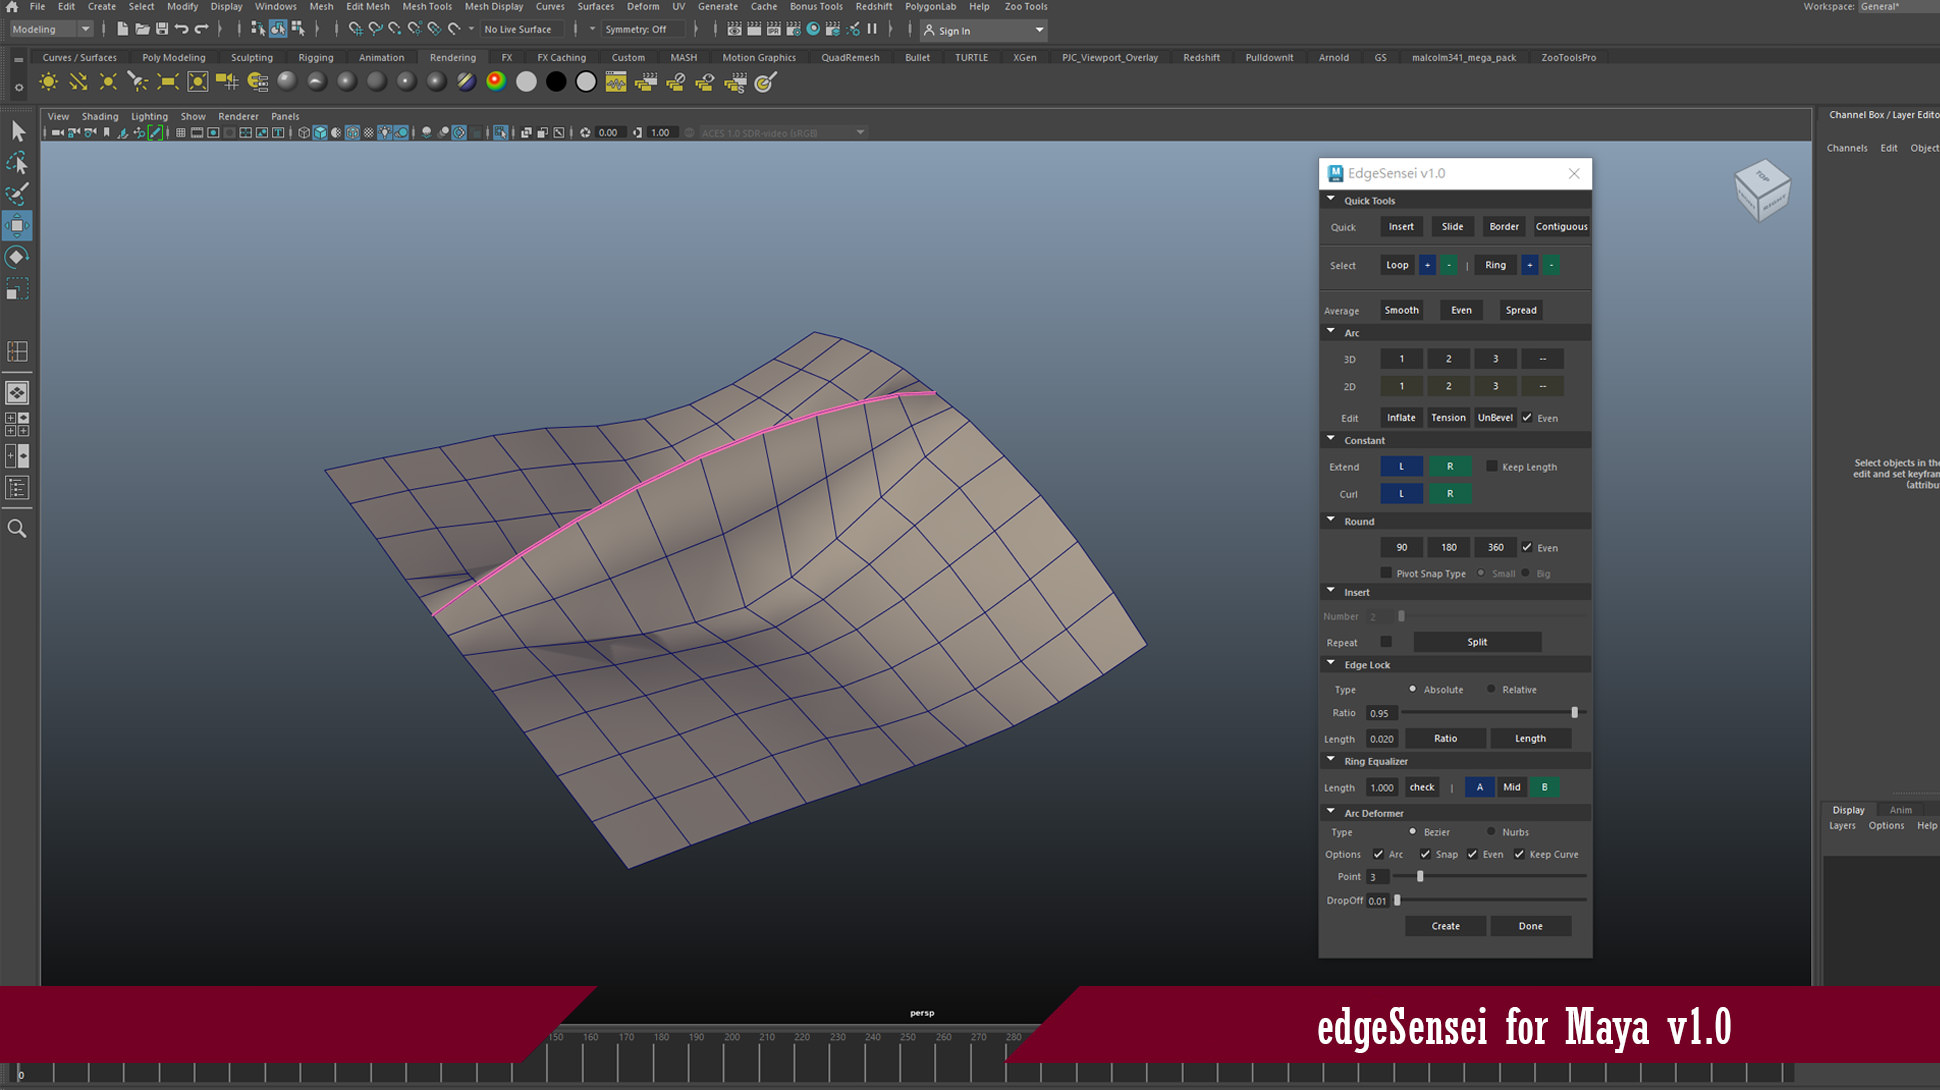 File Edit Create Select Modify Display Windows Mesh Edit Mesh Mesh Tools Mesh Display Curves Surfaces Deform UV Generate Cache Bonus Tools Redshift PolygonLab Help Zoo Tools Workspace: General*
Modeling No Live Surface Symmetry: Off Sign In
Curves / Surfaces Poly Modeling Sculpting Rigging Animation Rendering FX FX Caching Custom MASH Motion Graphics QuadRemesh Bullet TURTLE XGen PJC_Viewport_Overlay Redshift PulldownIt Arnold GS malcolm341_mega_pack ZooToolsPro
View Shading Lighting Show Renderer Panels
0.00 1.00 ACES 1.0 SDR-video (sRGB)
Channel Box / Layer Edito
Channels Edit Object
TOP
RIGHT
Select objects in the
edit and set keyfram
(attribu
EdgeSensei v1.0
Quick Tools
Quick Insert Slide Border Contiguous
Select Loop + - | Ring + -
Average Smooth Even Spread
Arc
3D 1 2 3 --
2D 1 2 3 --
Edit Inflate Tension UnBevel Even
Constant
Extend L R Keep Length
Curl L R
Round
90 180 360 Even
Pivot Snap Type Small Big
Insert
Number 2
Repeat Split
Edge Lock
Type Absolute Relative
Ratio 0.95
Length 0.020 Ratio Length
Ring Equalizer
Length 1.000 check | A Mid B
Arc Deformer
Type Bezier Nurbs
Options Arc Snap Even Keep Curve
Point 3
DropOff 0.01
Create Done
Display Anim
Layers Options Help
persp
150 160 170 180 190 200 210 220 230 240 250 260 270 280
0
edgeSensei for Maya v1.0